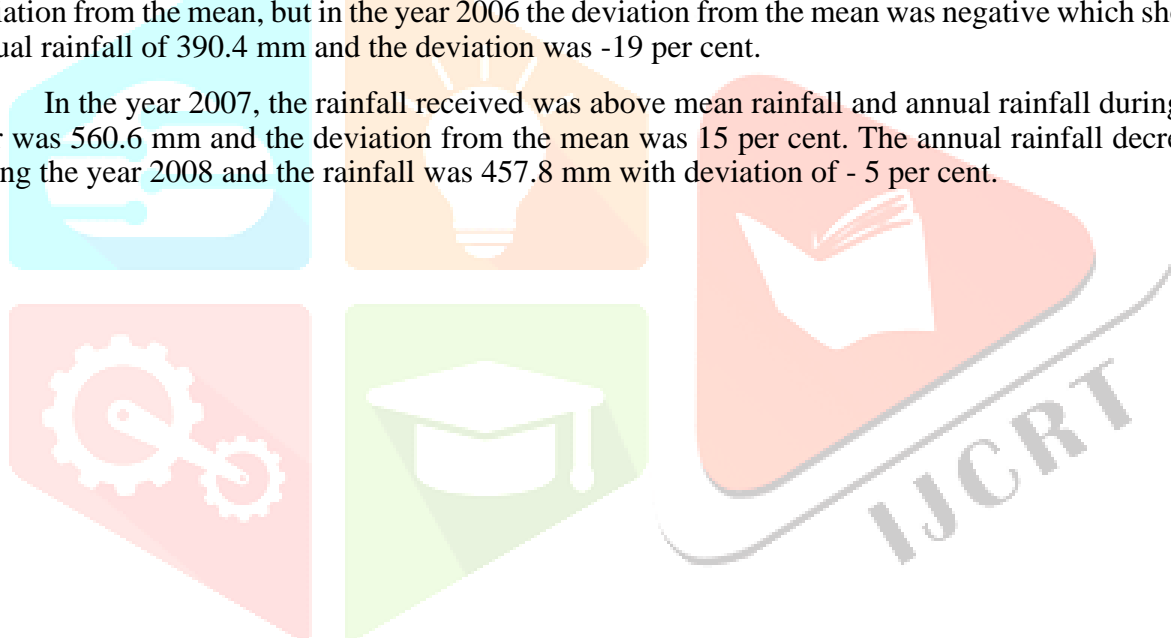 iation from the mean, but in the year 2006 the deviation from the mean was negative which sh
ual rainfall of 390.4 mm and the deviation was -19 per cent.
In the year 2007, the rainfall received was above mean rainfall and annual rainfall during
was 560.6 mm and the deviation from the mean was 15 per cent. The annual rainfall decre
ng the year 2008 and the rainfall was 457.8 mm with deviation of - 5 per cent.
IJCRT